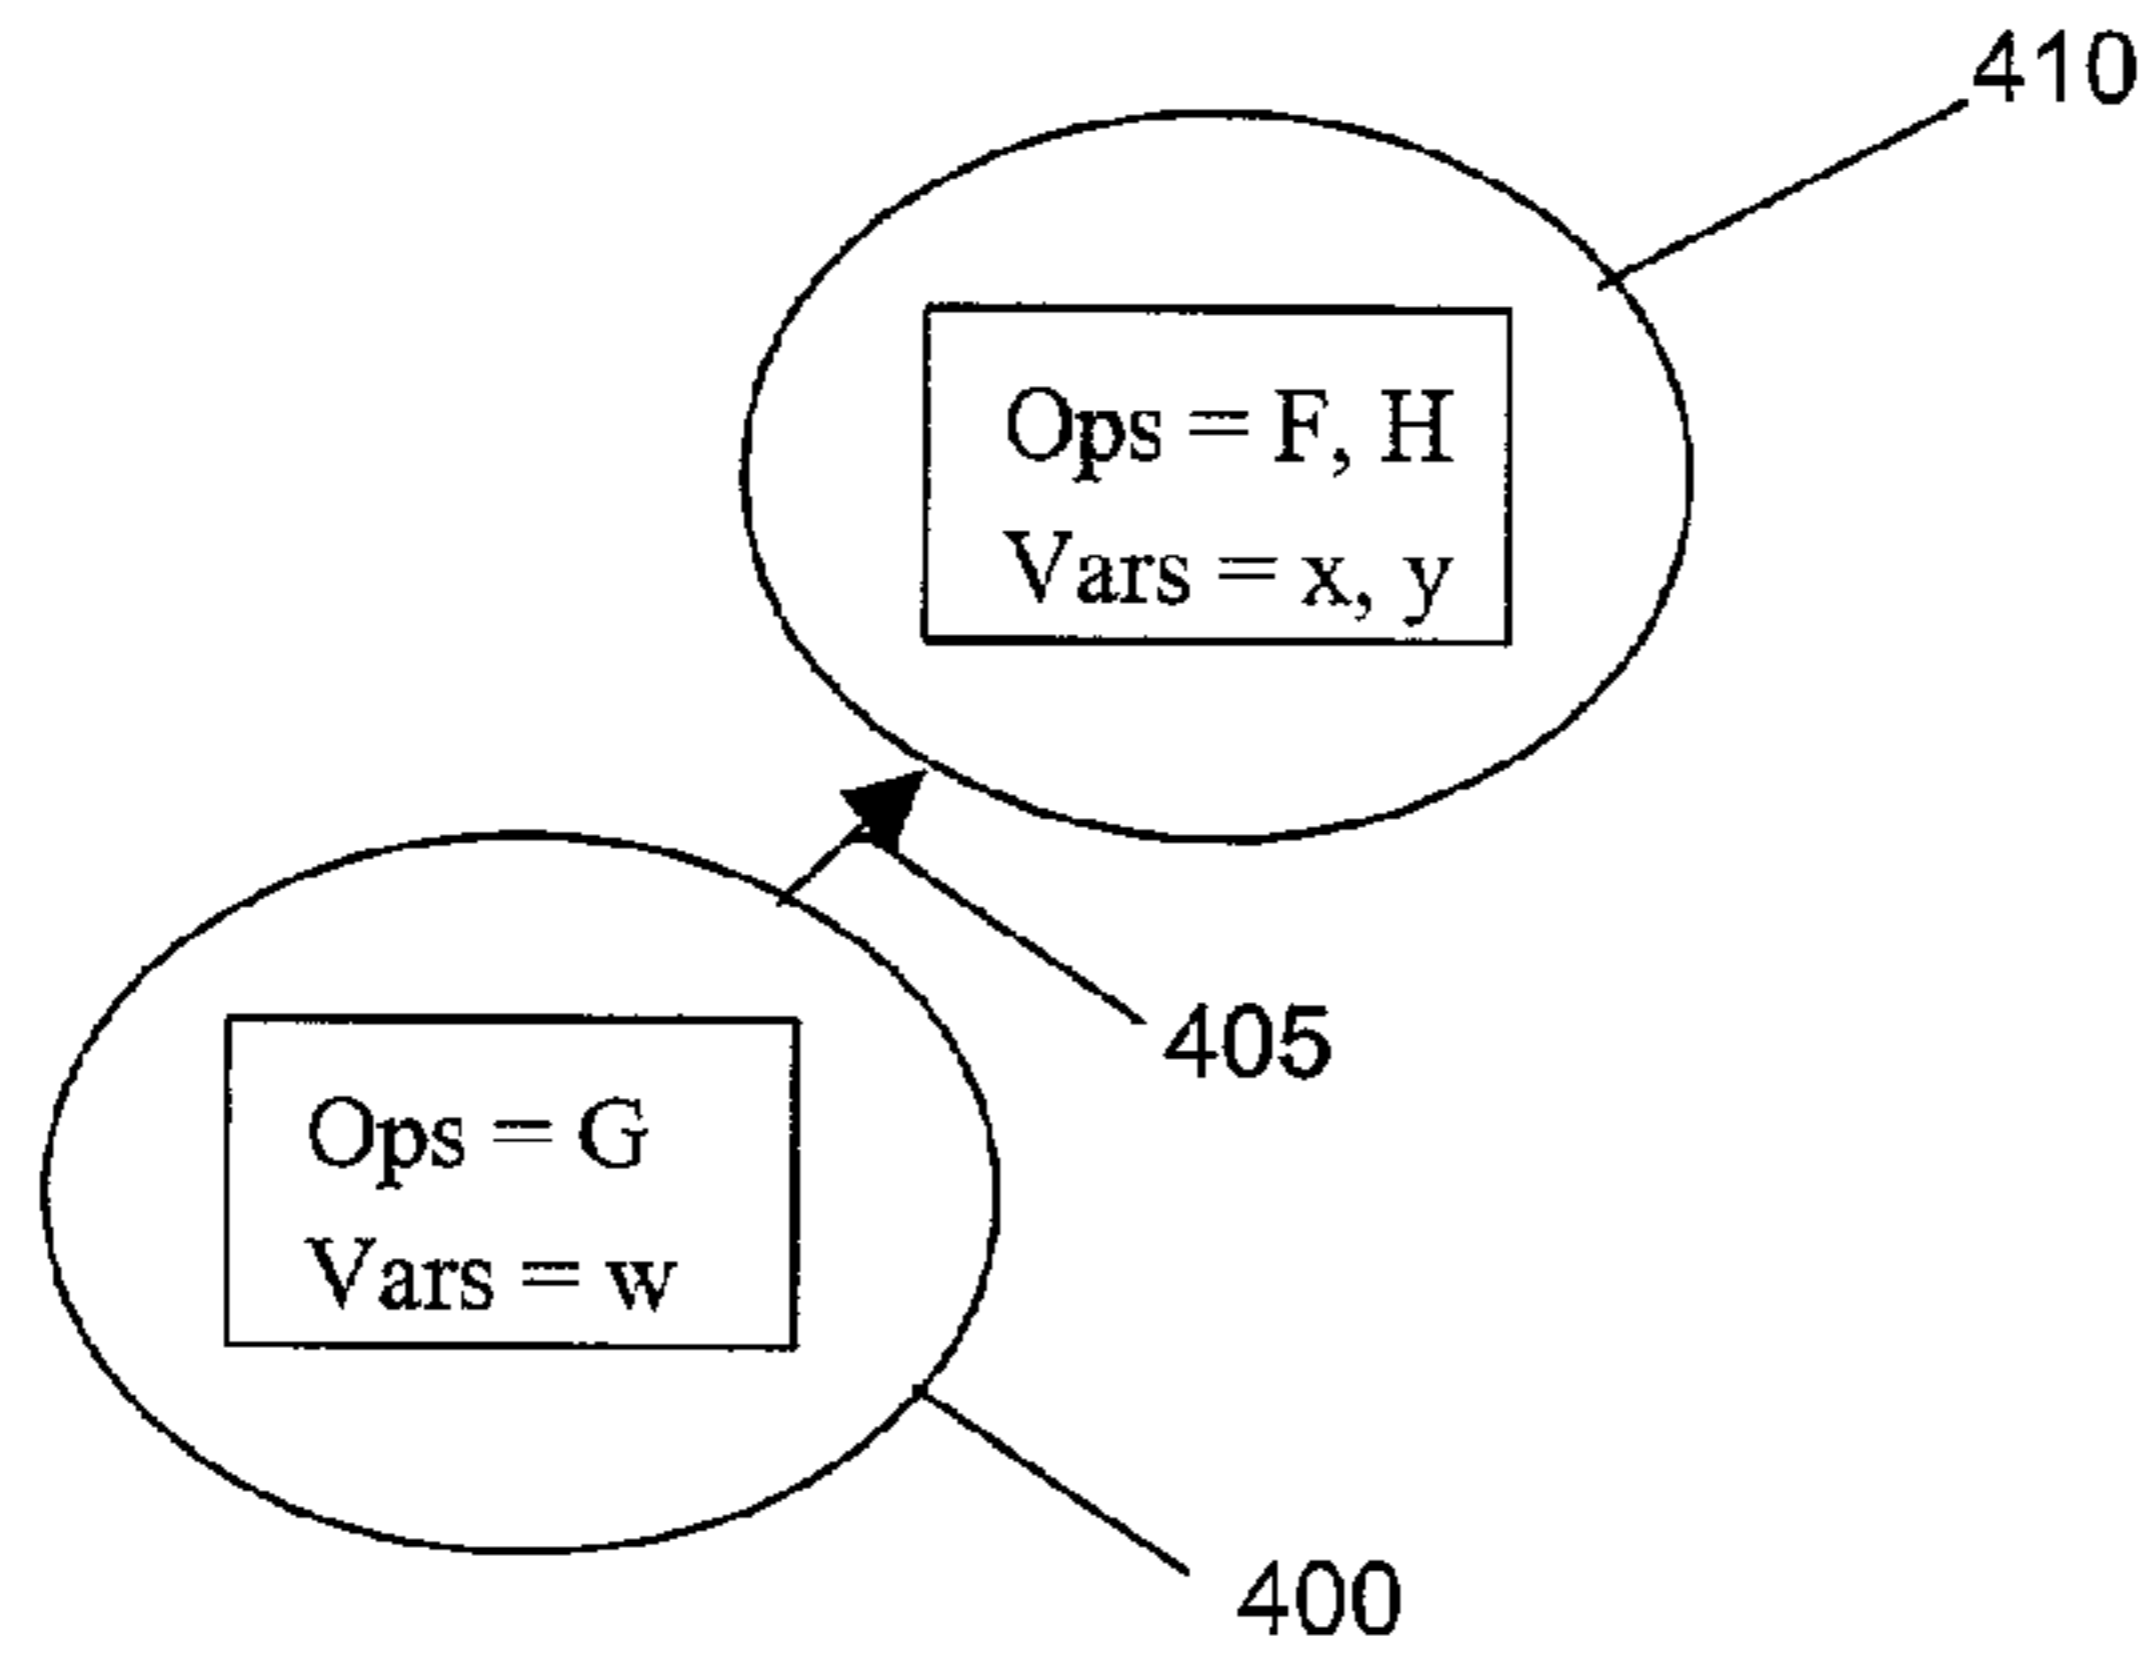 410
Ops = F, H
Vars = x, y
405
Ops = G
Vars = w
400